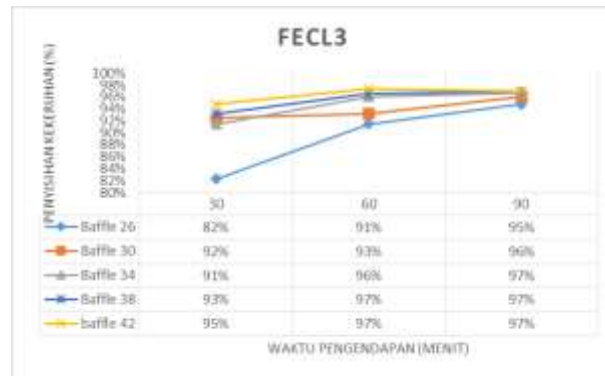 FECL3
PENYISIHAN KEKERUHAN (%)
100%
98%
96%
94%
92%
90%
88%
86%
84%
82%
80%
30 60 90
Baffle 26 82% 91% 95%
Baffle 30 92% 93% 96%
Baffle 34 91% 96% 97%
Baffle 38 93% 97% 97%
baffle 42 95% 97% 97%
WAKTU PENGENDAPAN (MENIT)